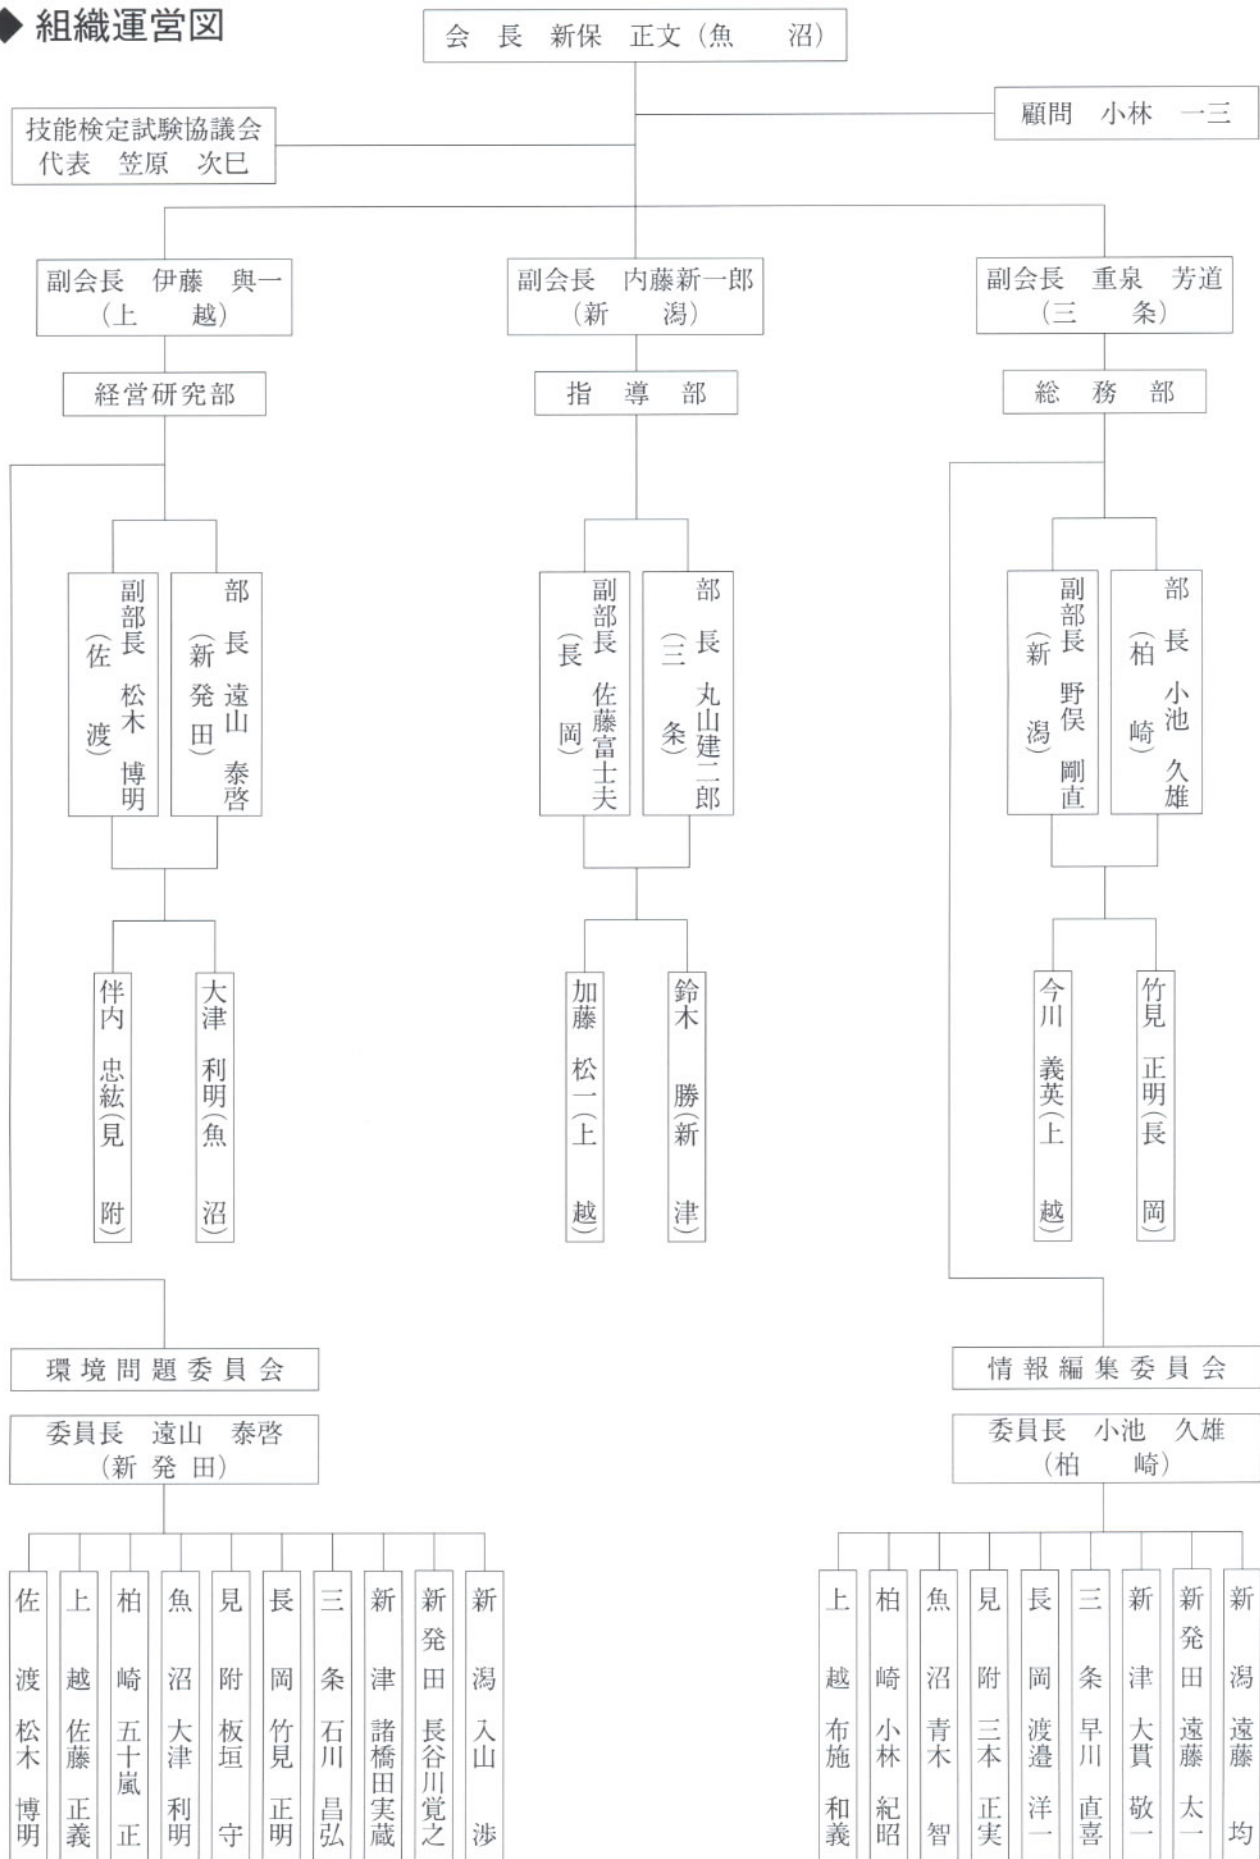 ◆ 組織運営図
会　長　新保　正文（魚　　沼）
技能検定試験協議会
代表　笠原　次巳
顧問　小林　一三
副会長　伊藤　與一
（上　　越）
副会長　内藤新一郎
（新　　潟）
副会長　重泉　芳道
（三　　条）
経営研究部
指　導　部
総　務　部
副部長　松木　博明
（佐　　渡）
部　長　遠山　泰啓
（新 発 田）
副部長　佐藤富士夫
（長　　岡）
部　長　丸山建二郎
（三　　条）
副部長　野俣　剛直
（新　　潟）
部　長　小池　久雄
（柏　　崎）
伴内　忠紘（見　　附）
大津　利明（魚　　沼）
加藤　松一（上　　越）
鈴木　　勝（新　　津）
今川　義英（上　　越）
竹見　正明（長　　岡）
環境問題委員会
情報編集委員会
委員長　遠山　泰啓
（新 発 田）
委員長　小池　久雄
（柏　　崎）
佐　　渡　松木　博明
上　　越　佐藤　正義
柏　　崎　五十嵐　正
魚　　沼　大津　利明
見　　附　板垣　　守
長　　岡　竹見　正明
三　　条　石川　昌弘
新　　津　諸橋田実蔵
新 発 田　長谷川覚之
新　　潟　入山　　渉
上　　越　布施　和義
柏　　崎　小林　紀昭
魚　　沼　青木　　智
見　　附　三本　正実
長　　岡　渡邉　洋一
三　　条　早川　直喜
新　　津　大貫　敬一
新 発 田　遠藤　太一
新　　潟　遠藤　　均